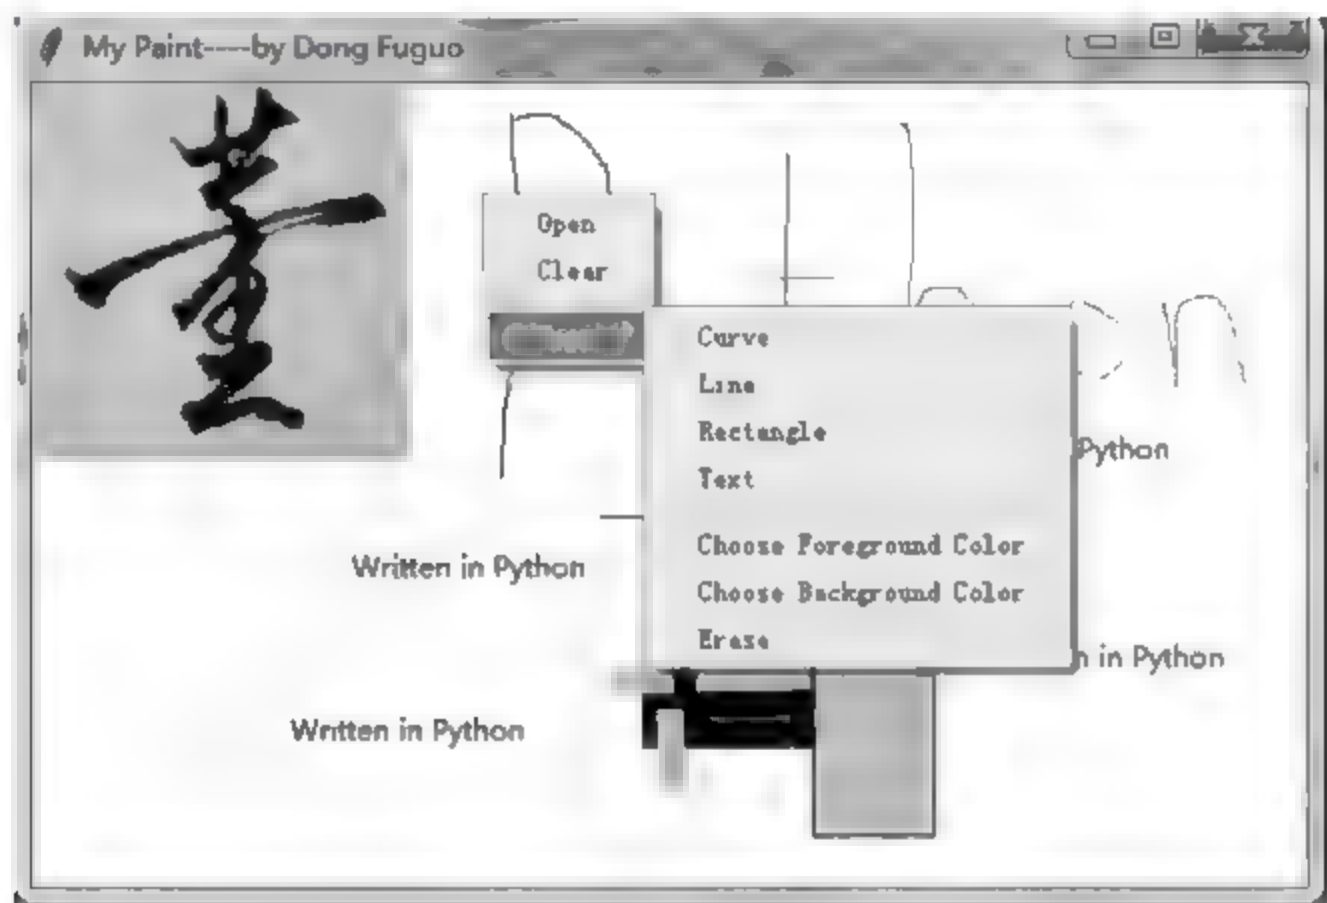 My Paint----by Dong Fuguo
董
Open
Clear
Curve
Line
Rectangle
Text
Choose Foreground Color
Choose Background Color
Erase
Python
Written in Python
in Python
Written in Python